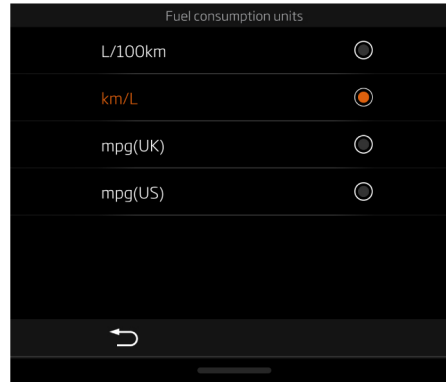 Fuel consumption units
L/100km
km/L
mpg(UK)
mpg(US)